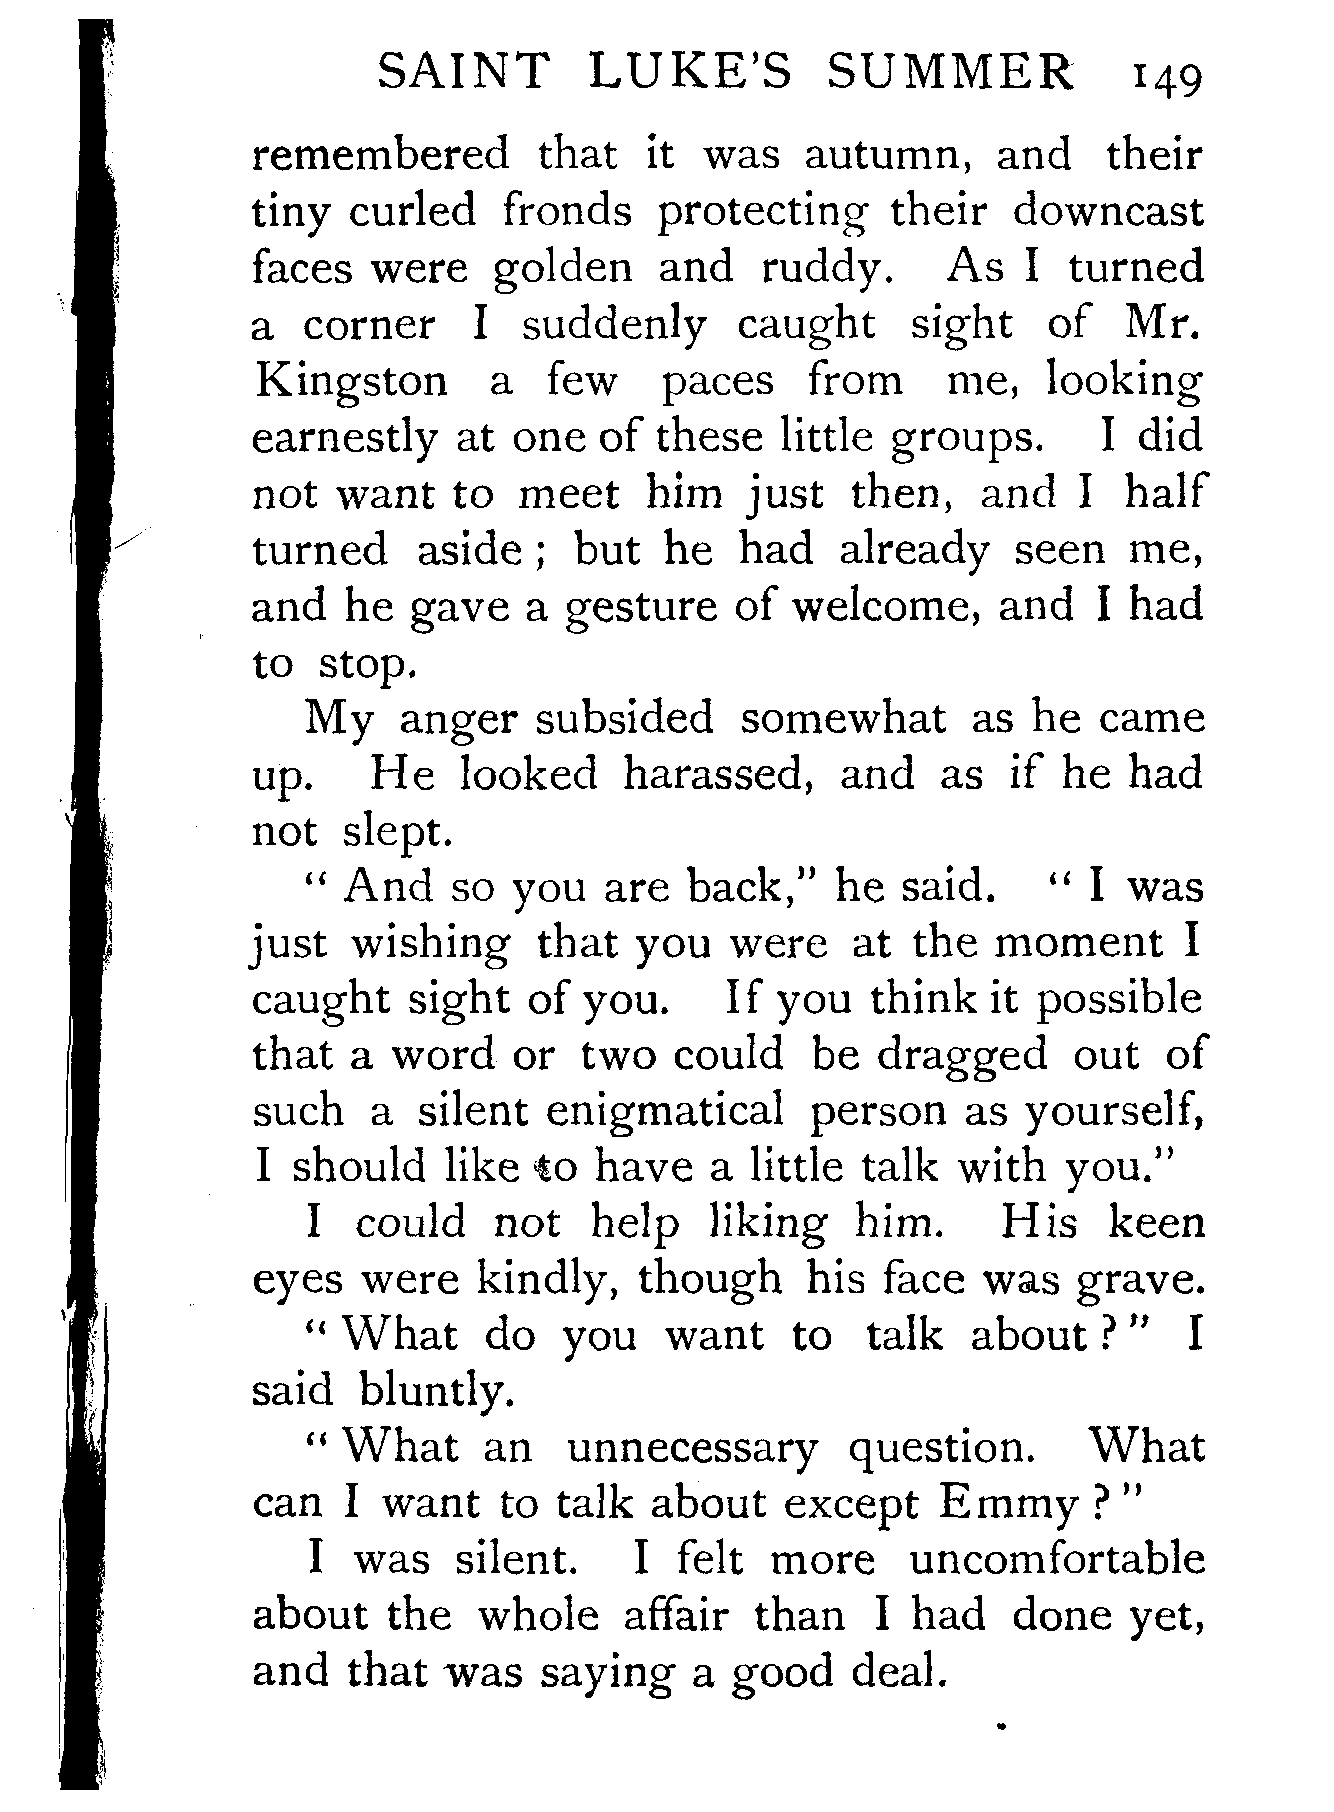 SAINT LUKE'S SUMMER 149
remembered that it was autumn, and their
tiny curled fronds protecting their downcast
faces were golden and ruddy. As I turned
a corner I suddenly caught sight of Mr.
Kingston a few paces from me, looking
earnestly at one of these little groups. I did
not want to meet him just then, and I half
turned aside ; but he had already seen me,
and he gave a gesture of welcome, and I had
to stop.
My anger subsided somewhat as he came
up. He looked harassed, and as if he had
not slept.
“ And so you are back,” he said. “ I was
just wishing that you were at the moment I
caught sight of you. If you think it possible
that a word or two could be dragged out of
such a silent enigmatical person as yourself,
I should like to have a little talk with you.”
I could not help liking him. His keen
eyes were kindly, though his face was grave.
“ What do you want to talk about ? ” I
said bluntly.
“ What an unnecessary question. What
can I want to talk about except Emmy ? ”
I was silent. I felt more uncomfortable
about the whole affair than I had done yet,
and that was saying a good deal.